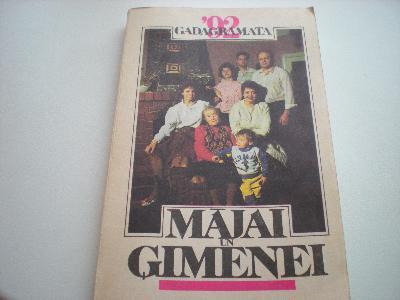 '92
GADAGRĀMATA
MĀJAI
UN
ĢIMENEI